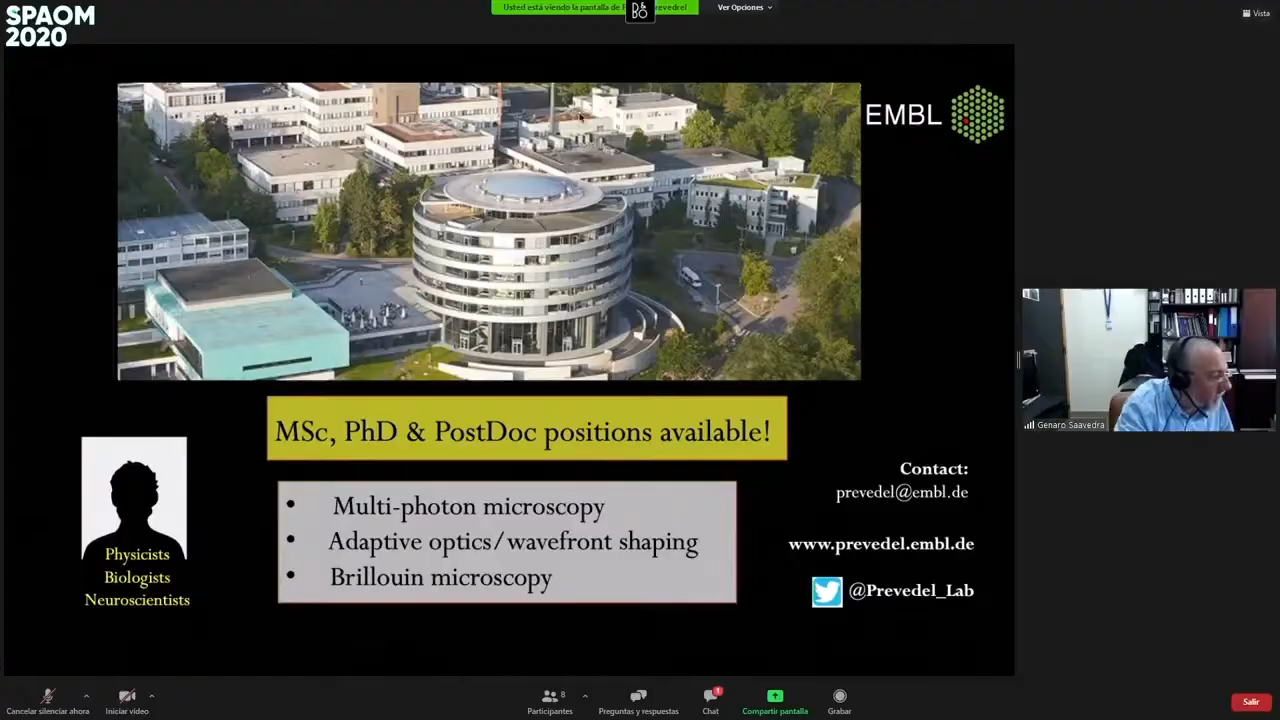 SPAOM
2020
Usted está viendo la pantalla de
Ver Opciones
Vista
EMBL
MSc, PhD & PostDoc positions available!
• Multi-photon microscopy
• Adaptive optics/wavefront shaping
• Brillouin microscopy
Physicists
Biologists
Neuroscientists
Contact:
prevedel@embl.de
www.prevedel.embl.de
@Prevedel_Lab
Genaro Saavedra
Cancelar silenciar ahora
Iniciar video
Participantes
8
Preguntas y respuestas
Chat
1
Compartir pantalla
Grabar
Salir